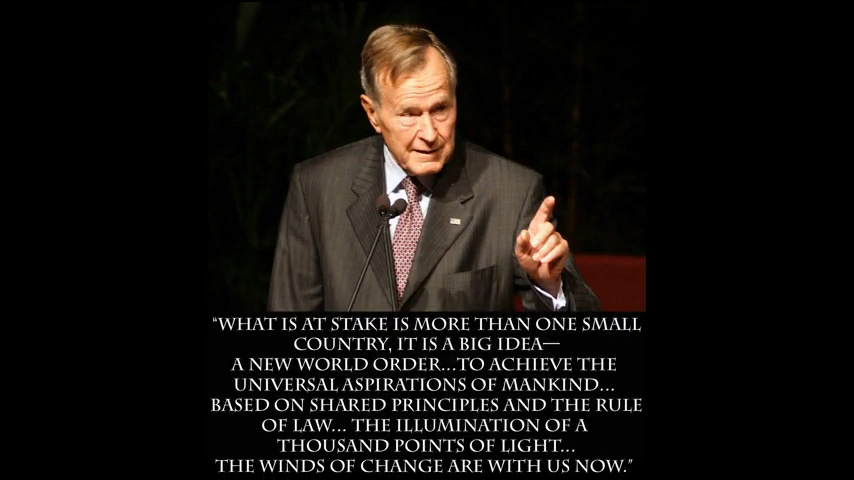 “WHAT IS AT STAKE IS MORE THAN ONE SMALL
COUNTRY, IT IS A BIG IDEA—
A NEW WORLD ORDER...TO ACHIEVE THE
UNIVERSAL ASPIRATIONS OF MANKIND...
BASED ON SHARED PRINCIPLES AND THE RULE
OF LAW... THE ILLUMINATION OF A
THOUSAND POINTS OF LIGHT...
THE WINDS OF CHANGE ARE WITH US NOW.”